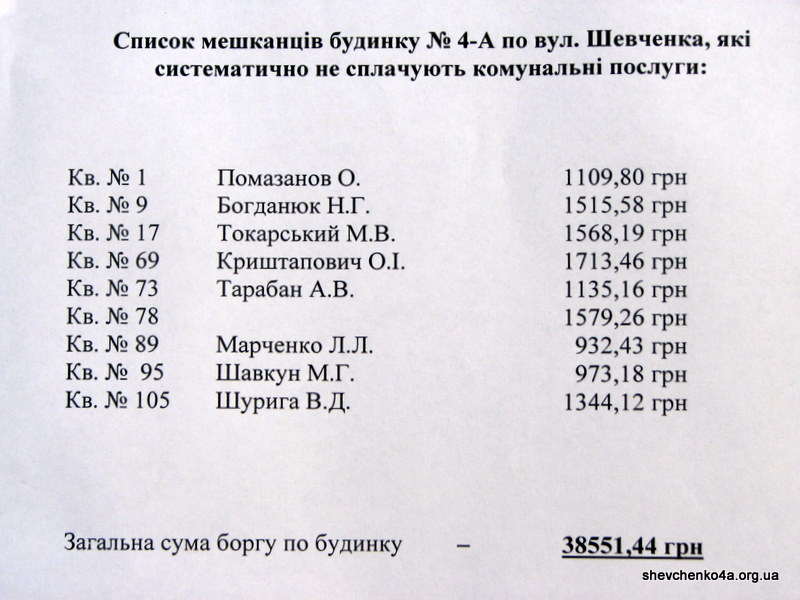 Список мешканців будинку № 4-А по вул. Шевченка, які
систематично не сплачують комунальні послуги:
Кв. № 1 Помазанов О. 1109,80 грн
Кв. № 9 Богданюк Н.Г. 1515,58 грн
Кв. № 17 Токарський М.В. 1568,19 грн
Кв. № 69 Криштапович О.І. 1713,46 грн
Кв. № 73 Тарабан А.В. 1135,16 грн
Кв. № 78 1579,26 грн
Кв. № 89 Марченко Л.Л. 932,43 грн
Кв. № 95 Шавкун М.Г. 973,18 грн
Кв. № 105 Шурига В.Д. 1344,12 грн
Загальна сума боргу по будинку – 38551,44 грн
shevchenko4a.org.ua